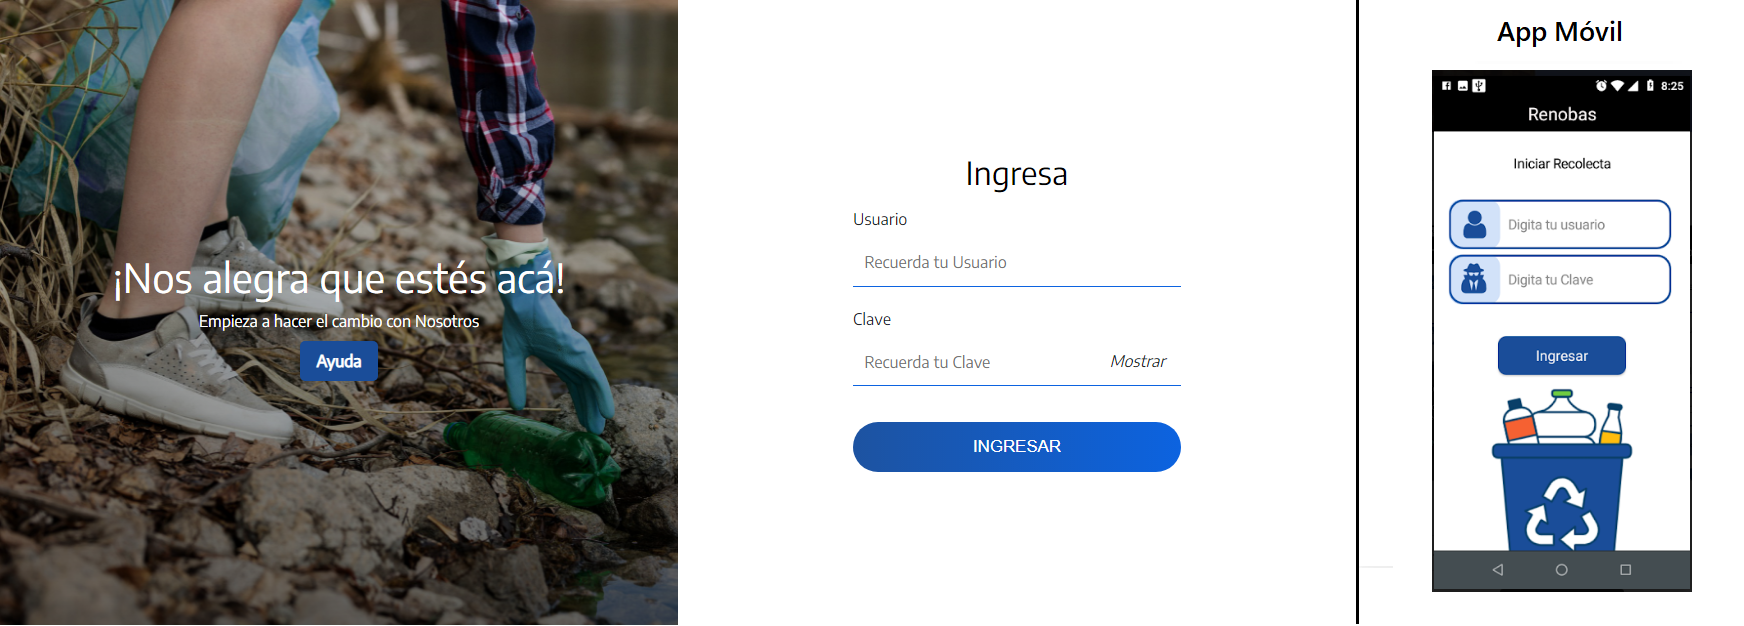 ¡Nos alegra que estés acá!
Empieza a hacer el cambio con Nosotros
Ayuda
Ingresa
Usuario
Recuerda tu Usuario
Clave
Recuerda tu Clave
Mostrar
INGRESAR
App Móvil
8:25
Renobas
Iniciar Recolecta
Digita tu usuario
Digita tu Clave
Ingresar